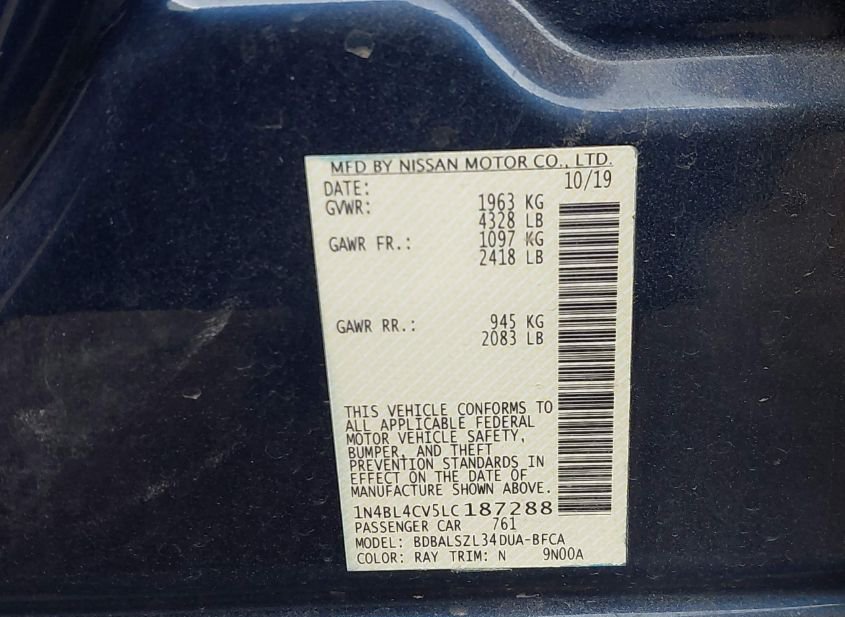 MFD BY NISSAN MOTOR CO., LTD.
DATE: 10/19
GVWR: 1963 KG
4328 LB
GAWR FR.: 1097 KG
2418 LB
GAWR RR.: 945 KG
2083 LB
THIS VEHICLE CONFORMS TO
ALL APPLICABLE FEDERAL
MOTOR VEHICLE SAFETY,
BUMPER, AND THEFT
PREVENTION STANDARDS IN
EFFECT ON THE DATE OF
MANUFACTURE SHOWN ABOVE.
1N4BL4CV5LC187288
PASSENGER CAR 761
MODEL: BDBALSZL34DUA-BFCA
COLOR: RAY TRIM: N 9N00A